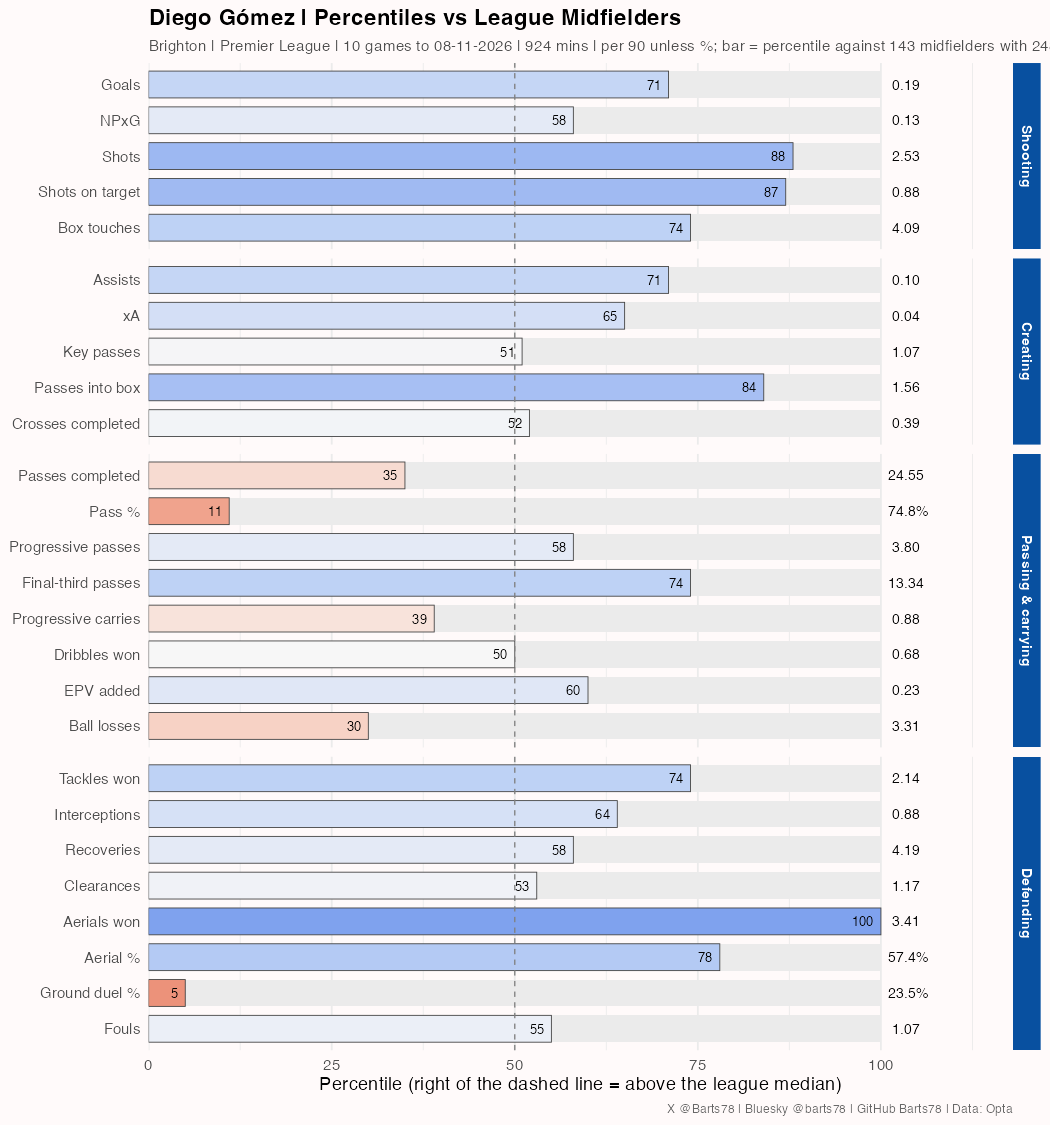 Diego Gómez | Percentiles vs League Midfielders
Brighton | Premier League | 10 games to 08-11-2026 | 924 mins | per 90 unless %; bar = percentile against 143 midfielders with 24
Goals 71 0.19
NPxG 58 0.13
Shots 88 2.53
Shots on target 87 0.88
Box touches 74 4.09
Shooting
Assists 71 0.10
xA 65 0.04
Key passes 51 1.07
Passes into box 84 1.56
Crosses completed 52 0.39
Creating
Passes completed 35 24.55
Pass % 11 74.8%
Progressive passes 58 3.80
Final-third passes 74 13.34
Progressive carries 39 0.88
Dribbles won 50 0.68
EPV added 60 0.23
Ball losses 30 3.31
Passing & carrying
Tackles won 74 2.14
Interceptions 64 0.88
Recoveries 58 4.19
Clearances 53 1.17
Aerials won 100 3.41
Aerial % 78 57.4%
Ground duel % 5 23.5%
Fouls 55 1.07
Defending
0 25 50 75 100
Percentile (right of the dashed line = above the league median)
X @Barts78 | Bluesky @barts78 | GitHub Barts78 | Data: Opta